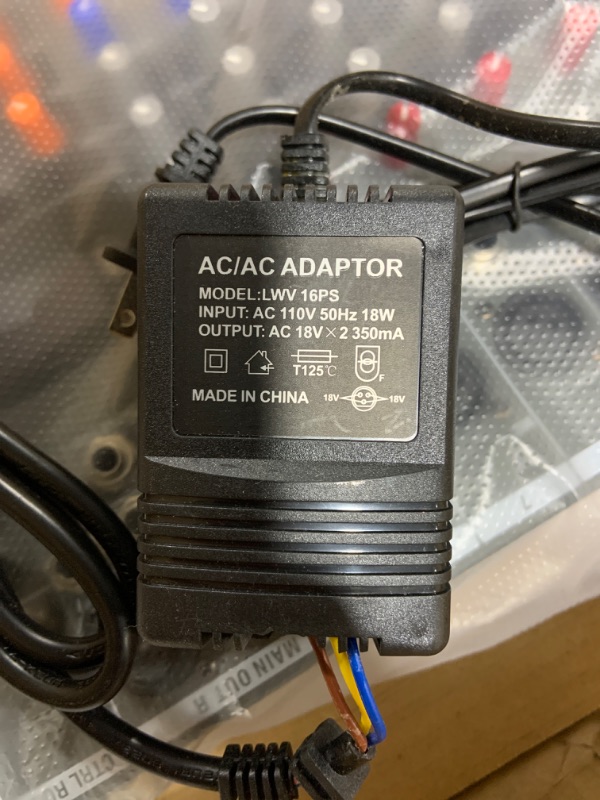 AC/AC ADAPTOR
MODEL:LWV 16PS
INPUT: AC 110V 50Hz 18W
OUTPUT: AC 18V×2 350mA
T125℃
F
MADE IN CHINA
18V
18V
MAIN OUT R
CTRL R